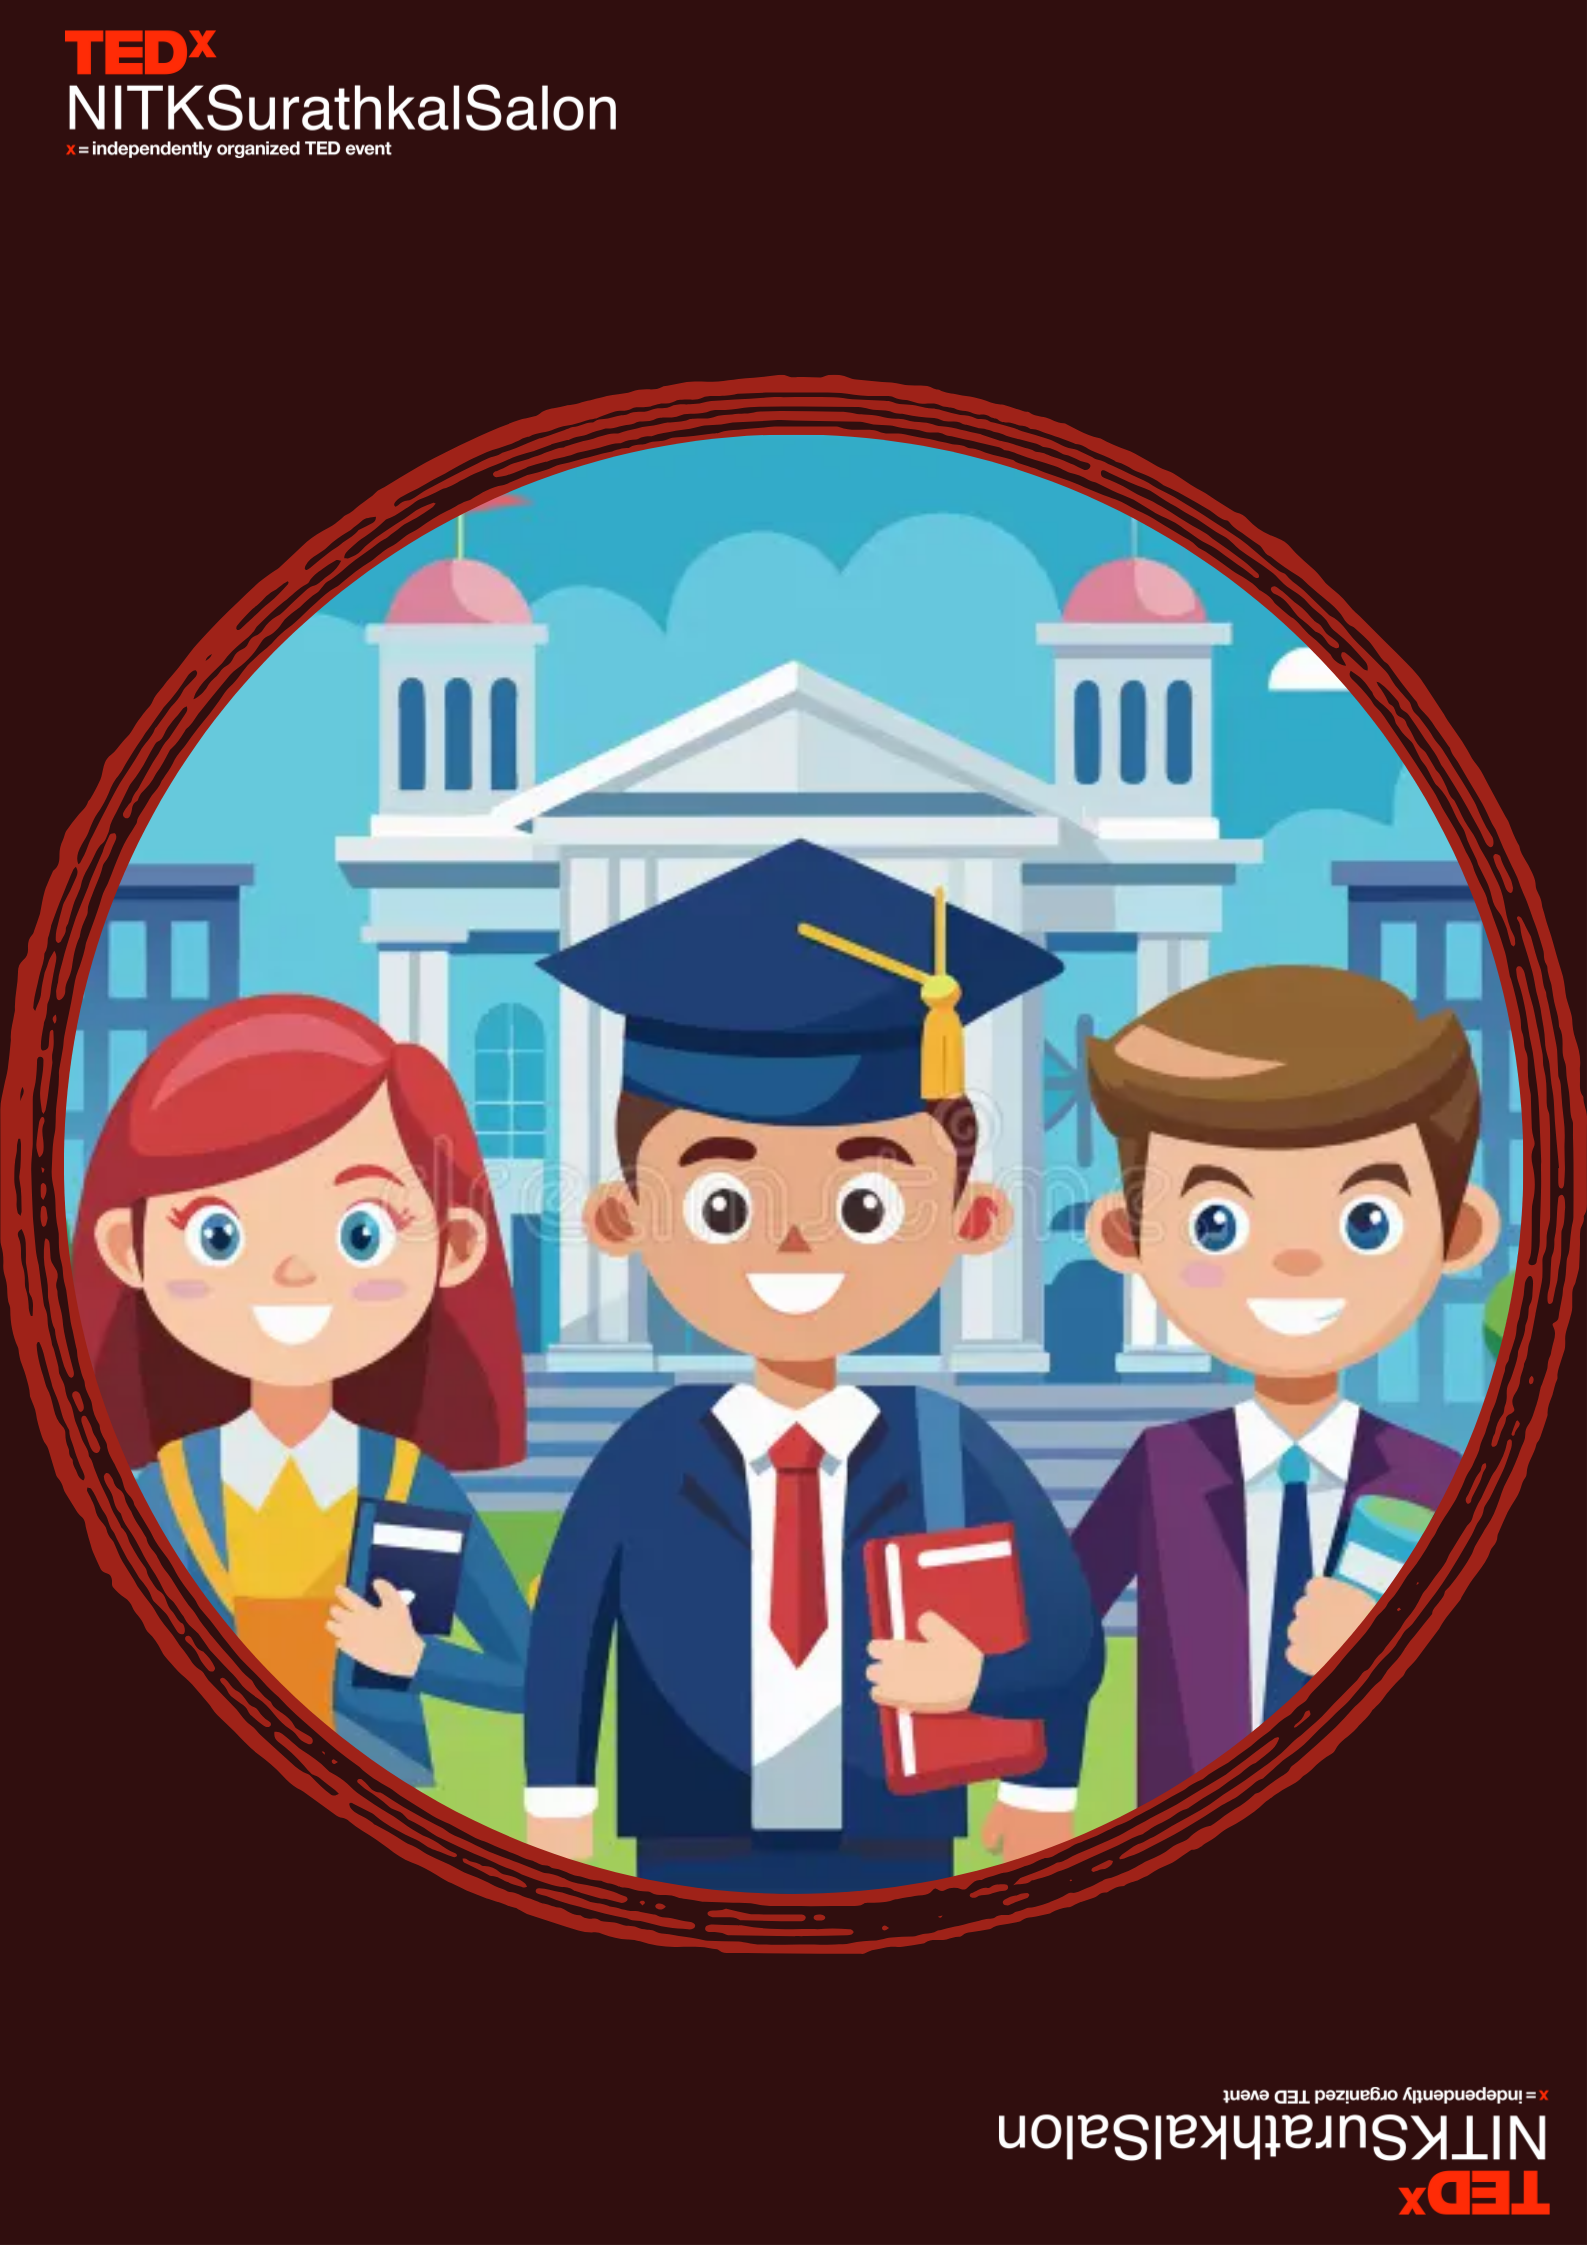 TEDx
NITKSurathkalSalon
x = independently organized TED event
dreamstime
x = independently organized TED event
NITKSurathkalSalon
TEDx